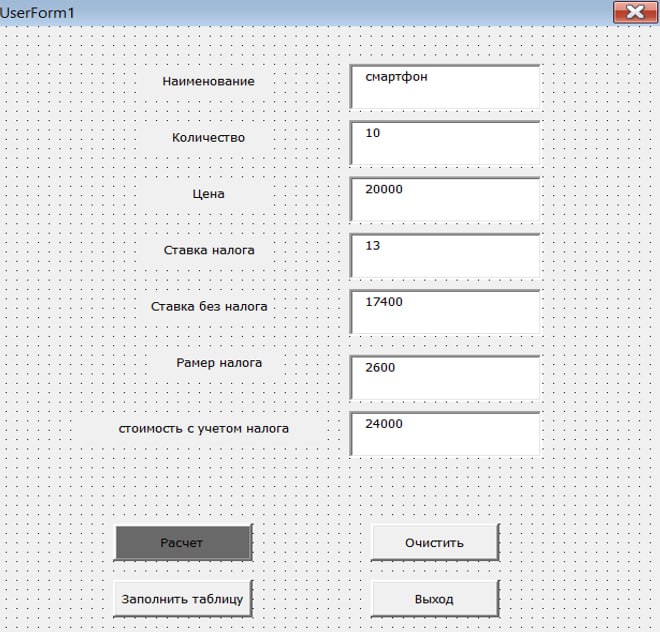 UserForm1
Наименование
смартфон
Количество
10
Цена
20000
Ставка налога
13
Ставка без налога
17400
Рамер налога
2600
стоимость с учетом налога
24000
Расчет
Очистить
Заполнить таблицу
Выход